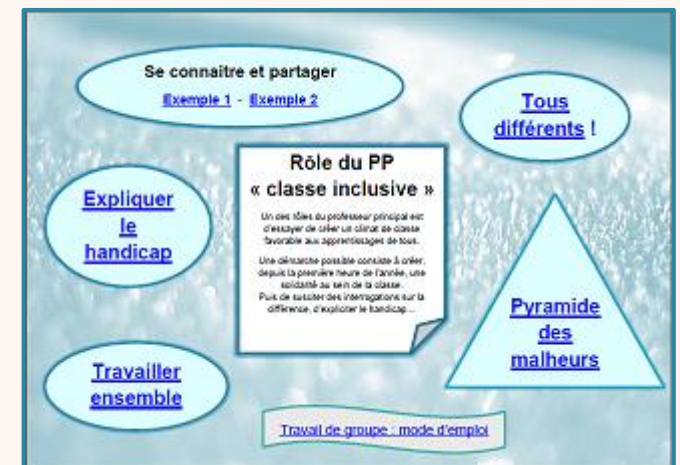 Se connaitre et partager
Exemple 1 - Exemple 2
Tous
différents !
Rôle du PP
« classe inclusive »
Un des rôles du professeur principal est
d'essayer de créer un climat de classe
favorable aux apprentissages de tous.
Une démarche possible consiste à créer,
depuis la première heure de l'année, une
solidarité au sein de la classe.
Puis de susciter des interrogations sur la
différence, d'expliciter le handicap...
Expliquer
le
handicap
Pyramide
des
malheurs
Travailler
ensemble
Travail de groupe : mode d'emploi